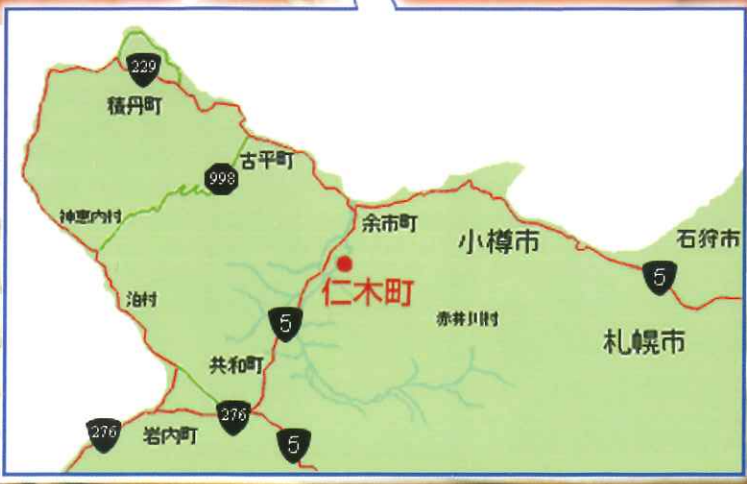 229
積丹町
古平町
998
神恵内村
余市町
小樽市
石狩市
仁木町
5
泊村
赤井川村
5
札幌市
共和町
276
276
岩内町
5